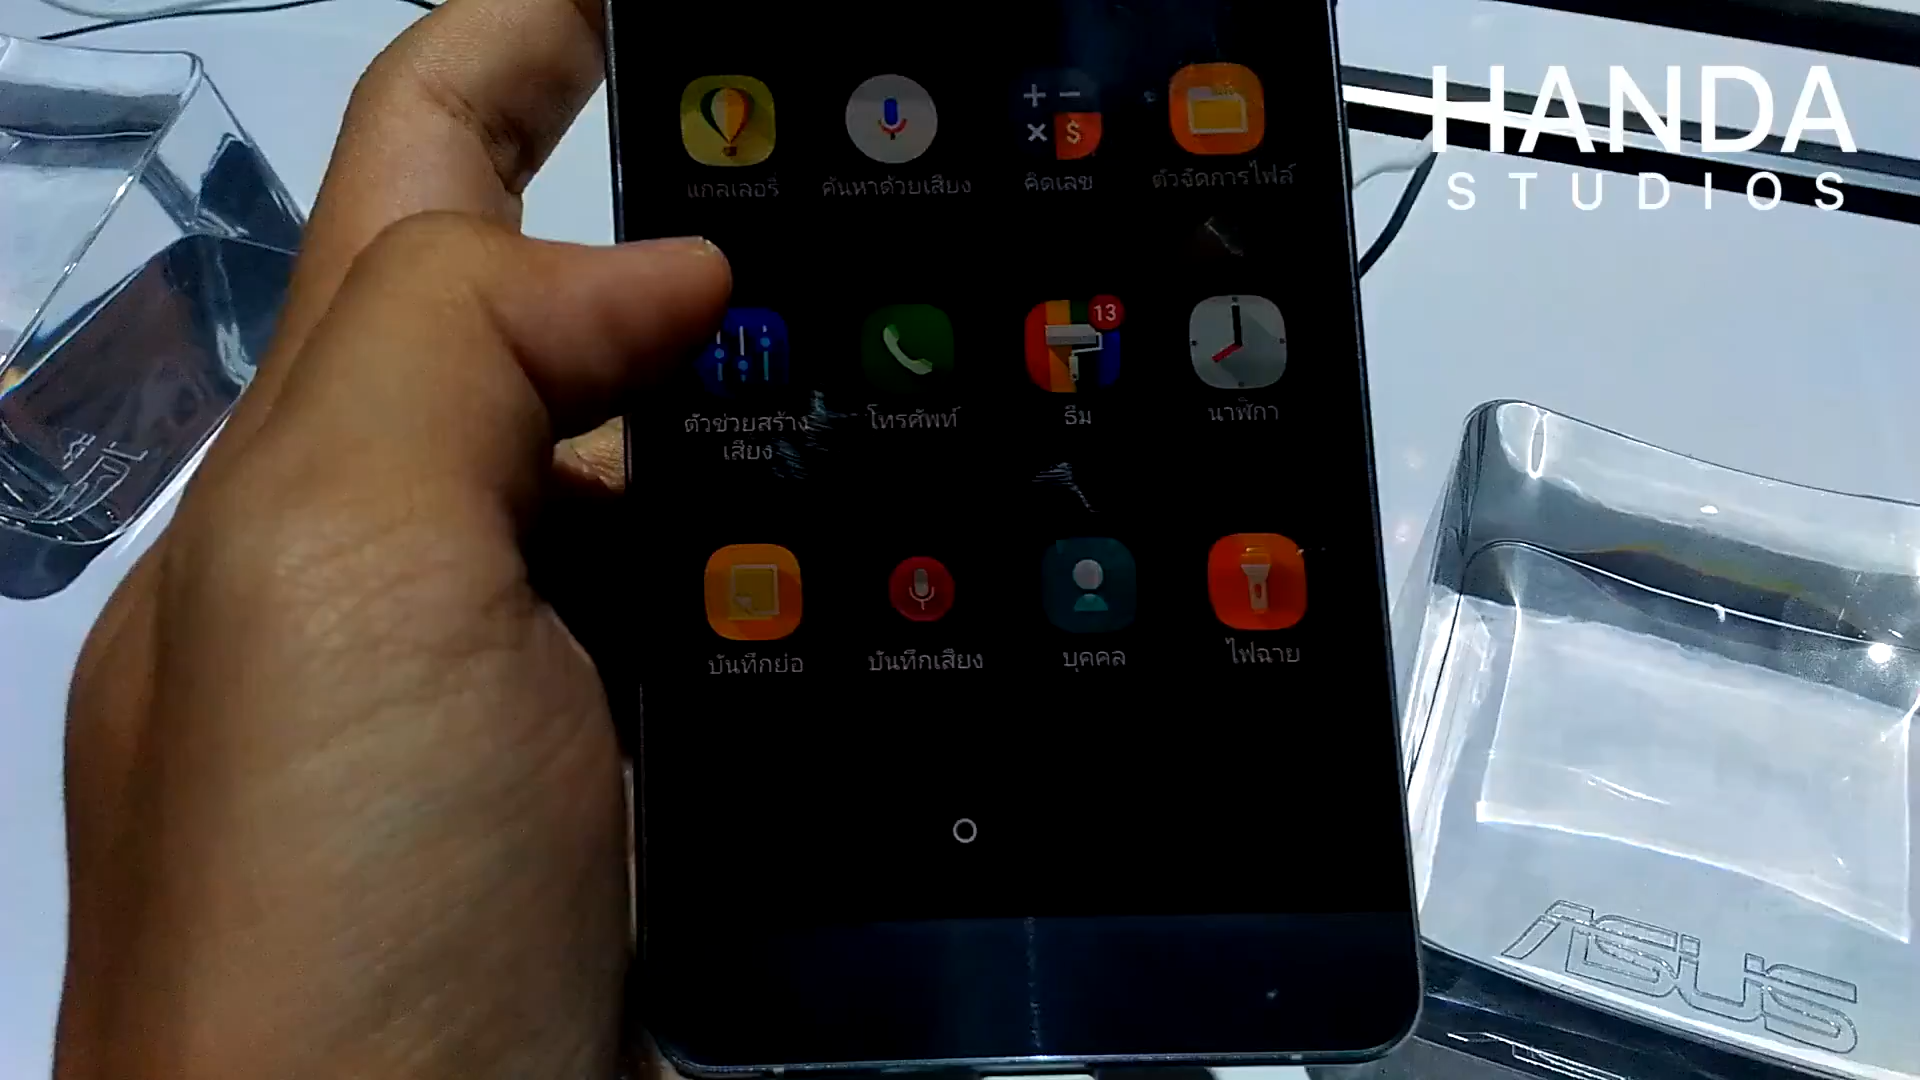 HANDA
STUDIOS
แกลเลอรี
ค้นหาด้วยเสียง
คิดเลข
ตัวจัดการไฟล์
13
ตัวช่วยสร้าง
เสียง
โทรศัพท์
ธีม
นาฬิกา
บันทึกย่อ
บันทึกเสียง
บุคคล
ไฟฉาย
ASUS